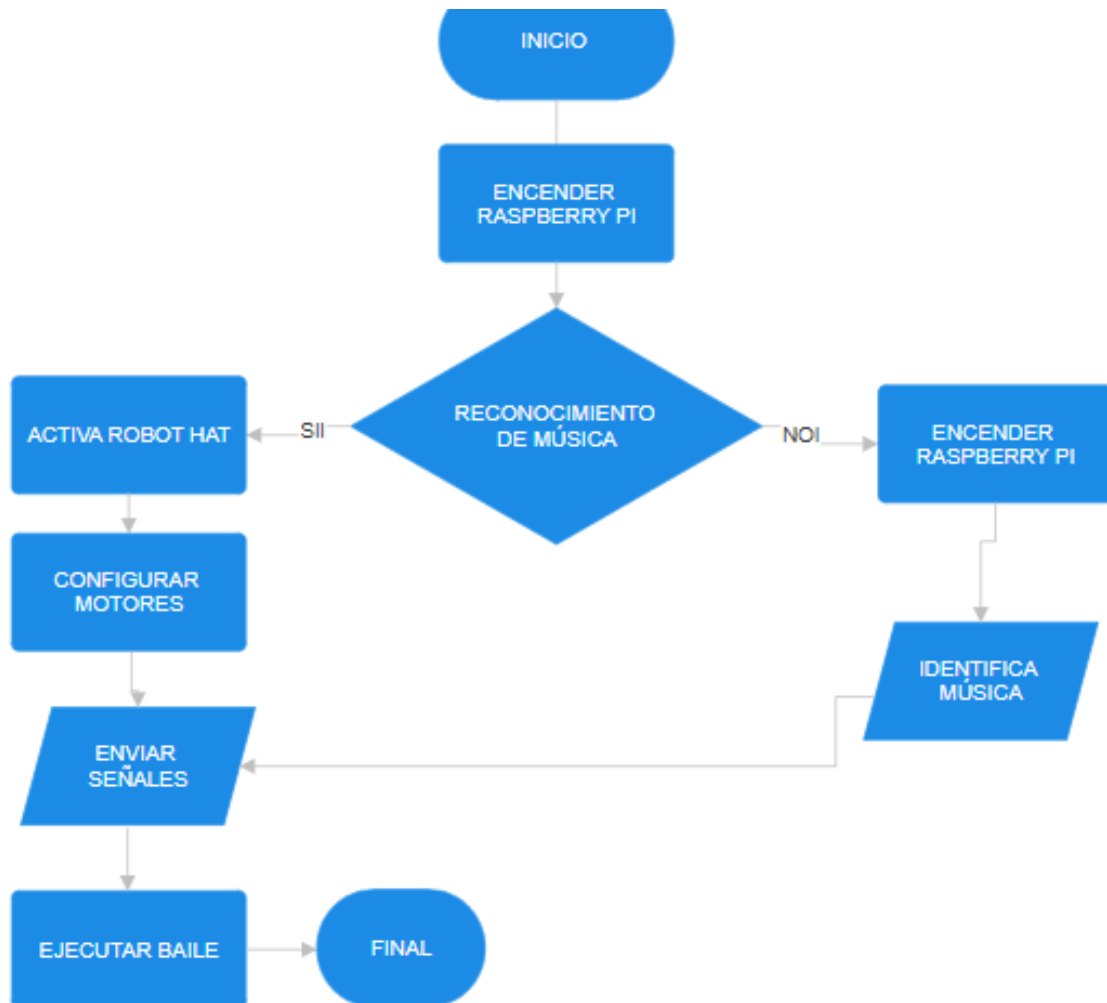 INICIO
ENCENDER
RASPBERRY PI
RECONOCIMIENTO
DE MÚSICA
SII
NOI
ACTIVA ROBOT HAT
ENCENDER
RASPBERRY PI
CONFIGURAR
MOTORES
IDENTIFICA
MÚSICA
ENVIAR
SEÑALES
EJECUTAR BAILE
FINAL